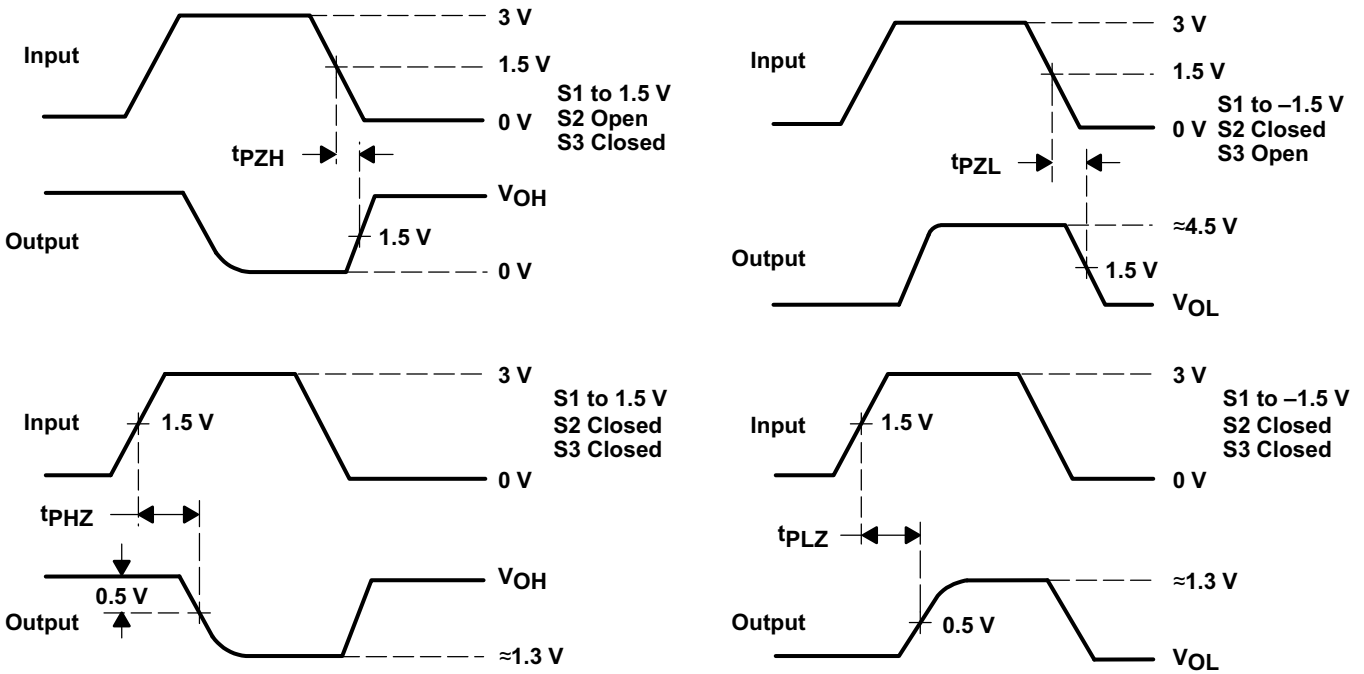 3 V
Input
1.5 V
S1 to 1.5 V
S2 Open
S3 Closed
0 V
tPZH
VOH
Output
1.5 V
0 V
3 V
Input
1.5 V
S1 to –1.5 V
S2 Closed
S3 Open
0 V
tPZL
≈4.5 V
Output
1.5 V
VOL
3 V
Input
1.5 V
S1 to 1.5 V
S2 Closed
S3 Closed
0 V
tPHZ
VOH
0.5 V
Output
≈1.3 V
3 V
Input
1.5 V
S1 to –1.5 V
S2 Closed
S3 Closed
0 V
tPLZ
≈1.3 V
Output
0.5 V
VOL